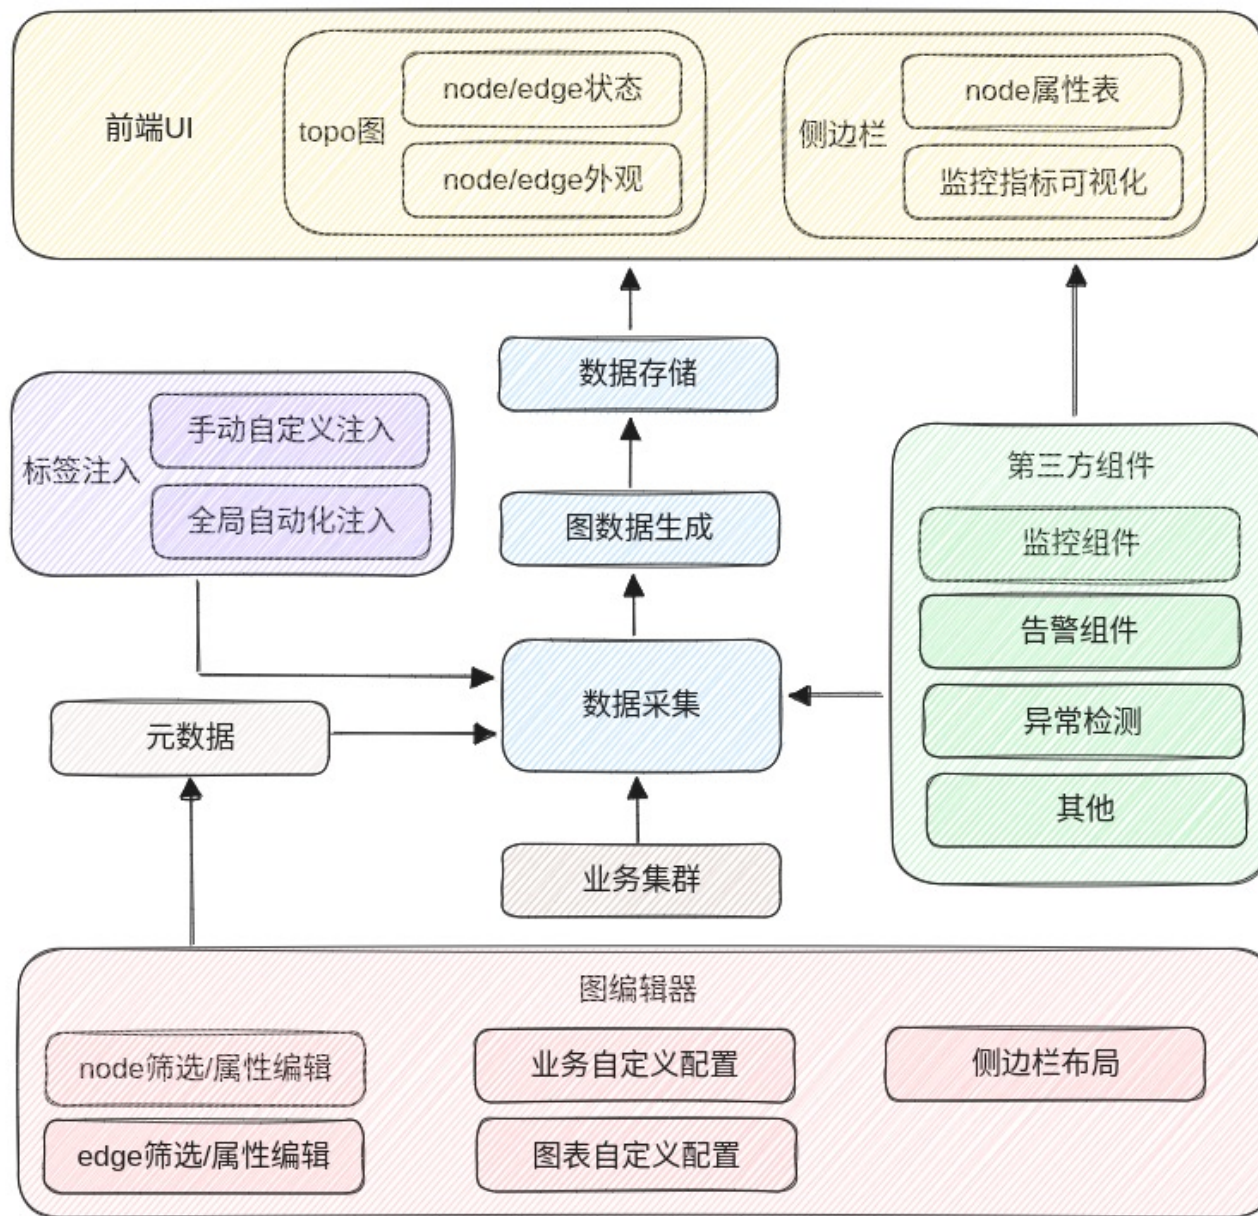 前端UI
topo图
node/edge状态
node/edge外观
侧边栏
node属性表
监控指标可视化
数据存储
标签注入
手动自定义注入
全局自动化注入
图数据生成
第三方组件
监控组件
告警组件
异常检测
其他
数据采集
元数据
业务集群
图编辑器
node筛选/属性编辑
业务自定义配置
侧边栏布局
edge筛选/属性编辑
图表自定义配置